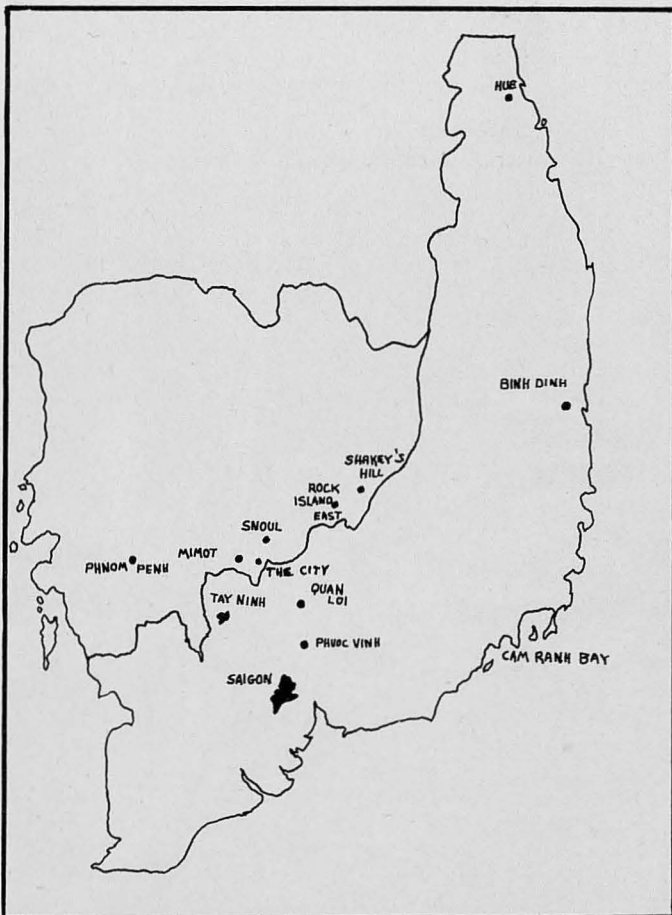 HUE
BINH DINH
SHAKEY'S
HILL
ROCK
ISLAND
EAST
SNOUL
MIMOT
THE CITY
PHNOM PENH
QUAN
LOI
TAY NINH
PHUOC VINH
CAM RANH BAY
SAIGON